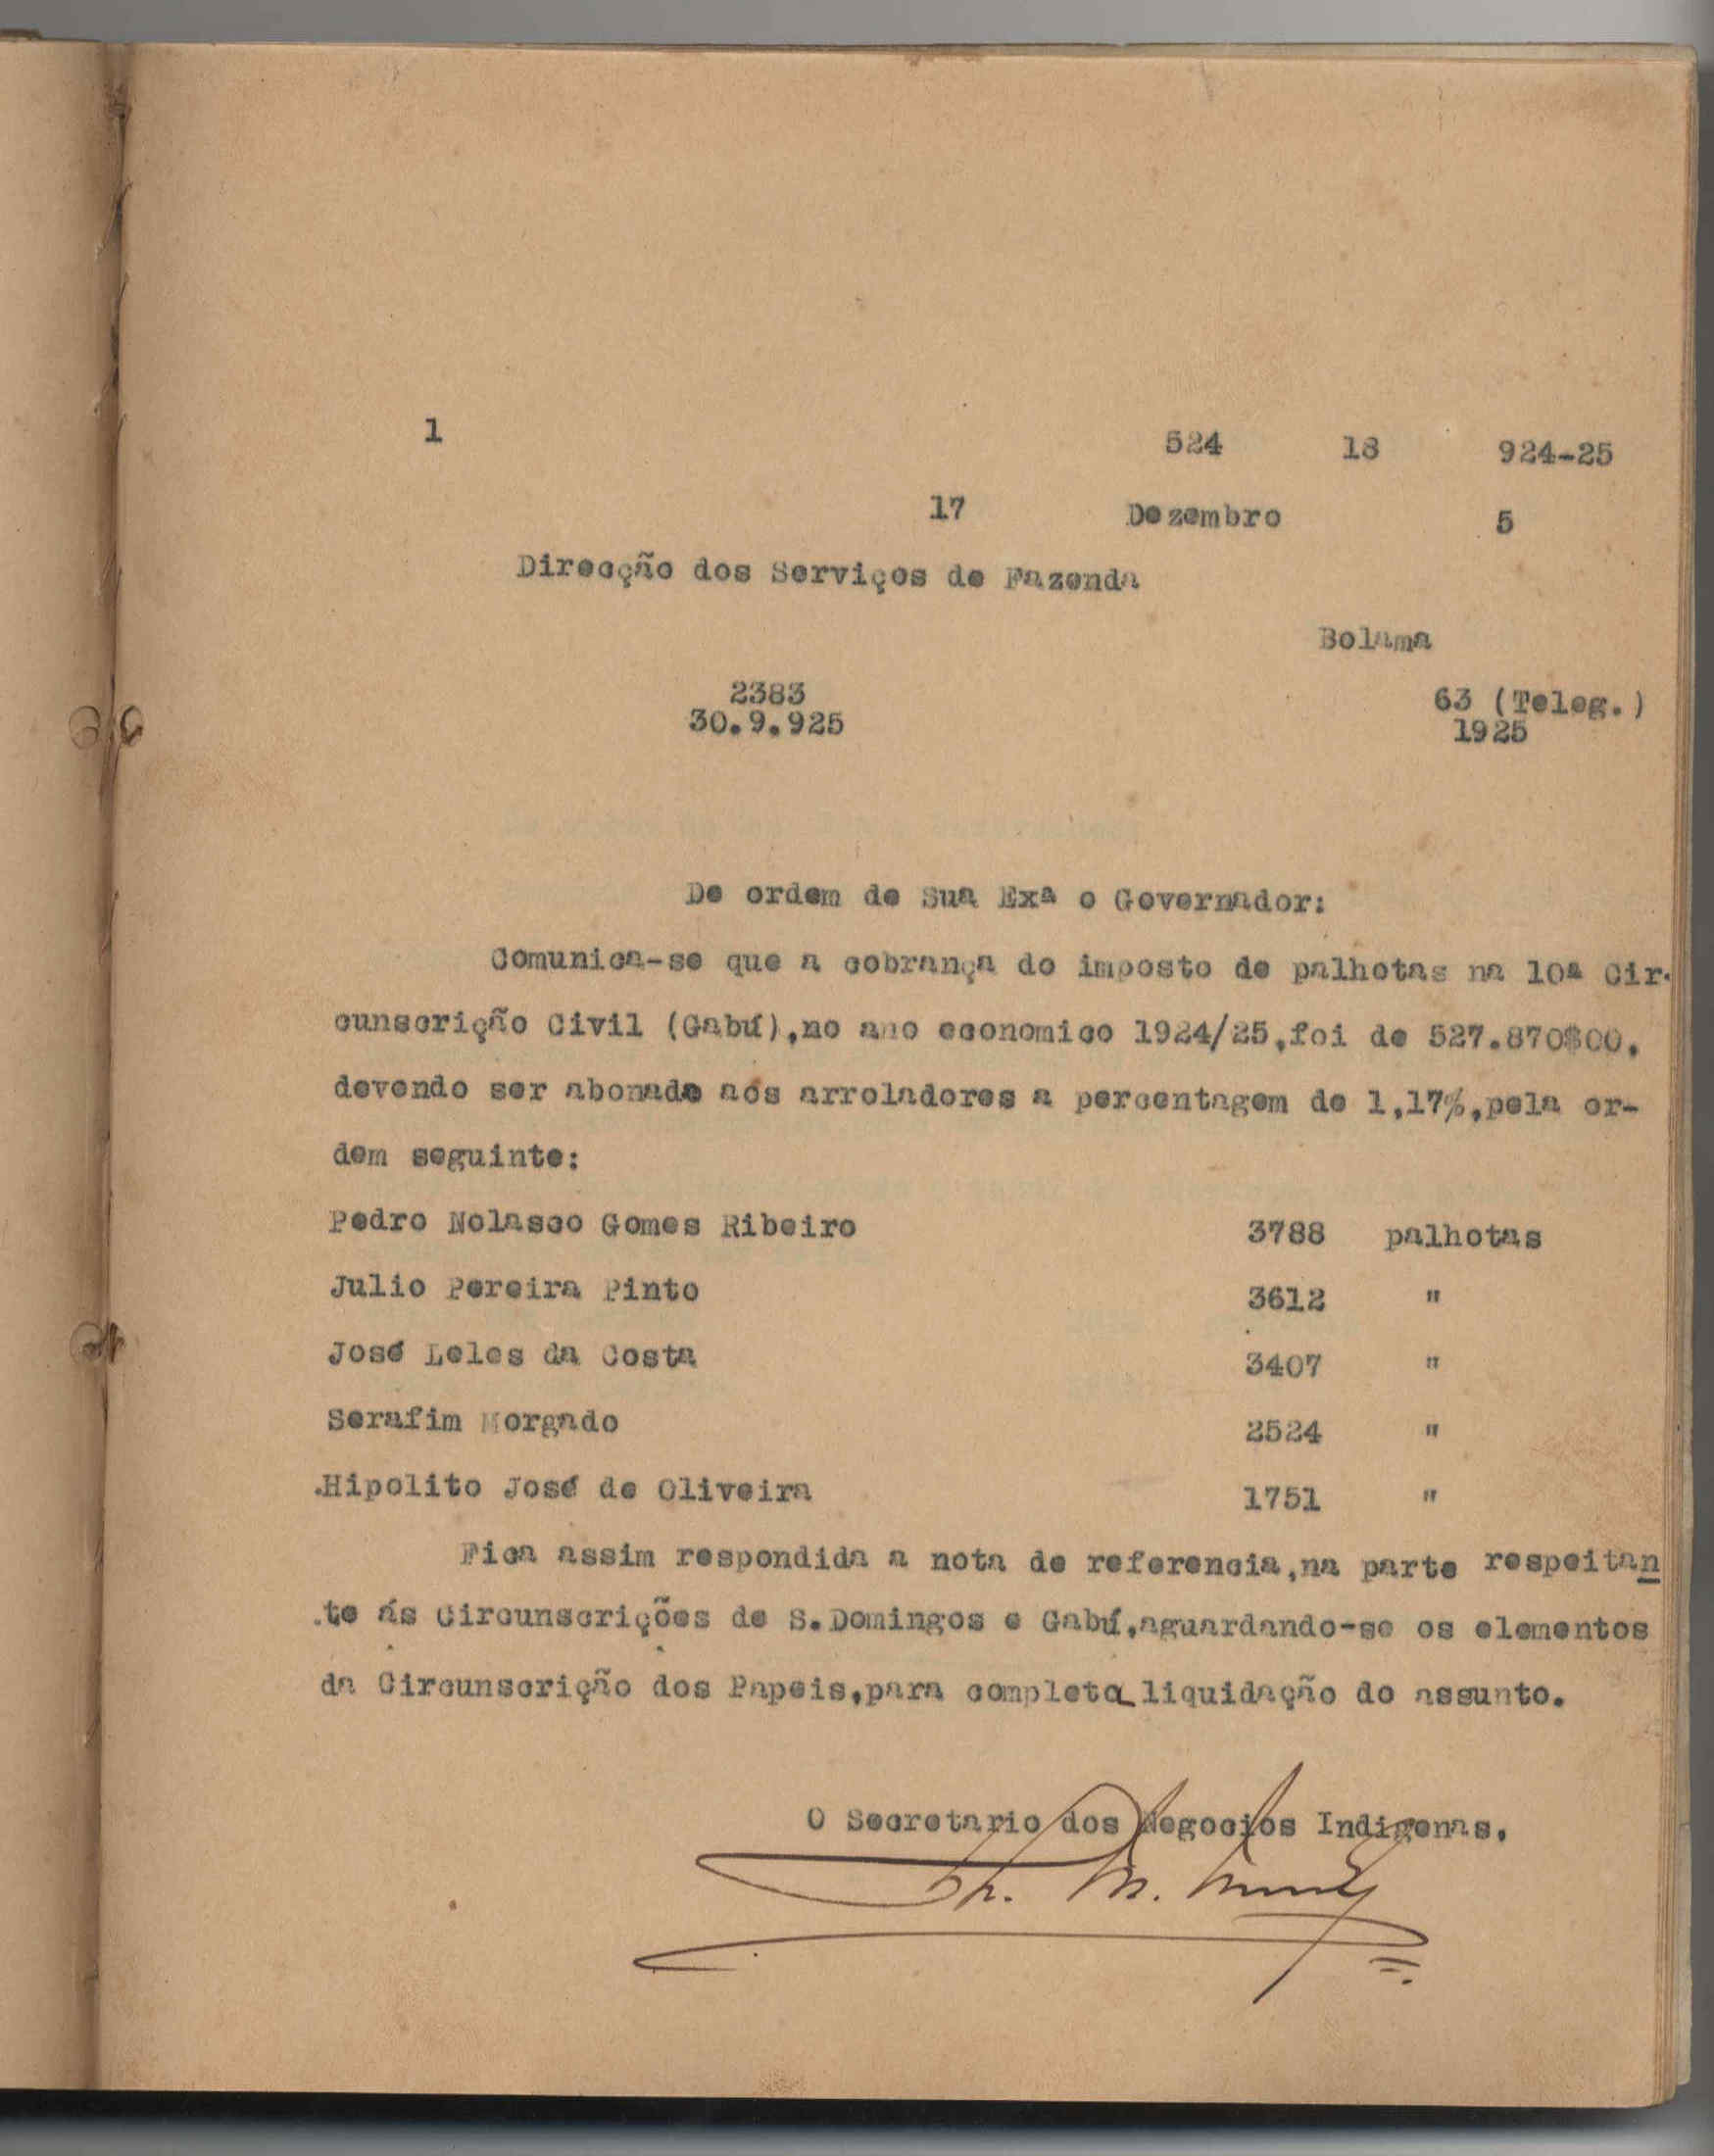 1 524 18 924-25
17 Dezembro 5
Direcção dos Serviços de Fazenda
Bolama
2383 63 (Teleg.)
30.9.925 1925
De ordem de Sua Exª o Governador:
Comunica-se que a cobrança do imposto de palhotas na 10ª Cir-
cunscrição Civil (Gabú),no ano economico 1924/25,foi de 527.870$00,
devendo ser abonada aos arroladores a percentagem de 1,17%,pela or-
dem seguinte:
Pedro Nolasco Gomes Ribeiro 3788 palhotas
Julio Pereira Pinto 3612 "
José Leles da Costa 3407 "
Serafim Morgado 2524 "
Hipolito José de Oliveira 1751 "
Fica assim respondida a nota de referencia,na parte respeitan
te ás Circunscrições de S.Domingos e Gabú,aguardando-se os elementos
da Circunscrição dos Papeis,para completa liquidação do assunto.
O Secretario dos Negocios Indigenas,